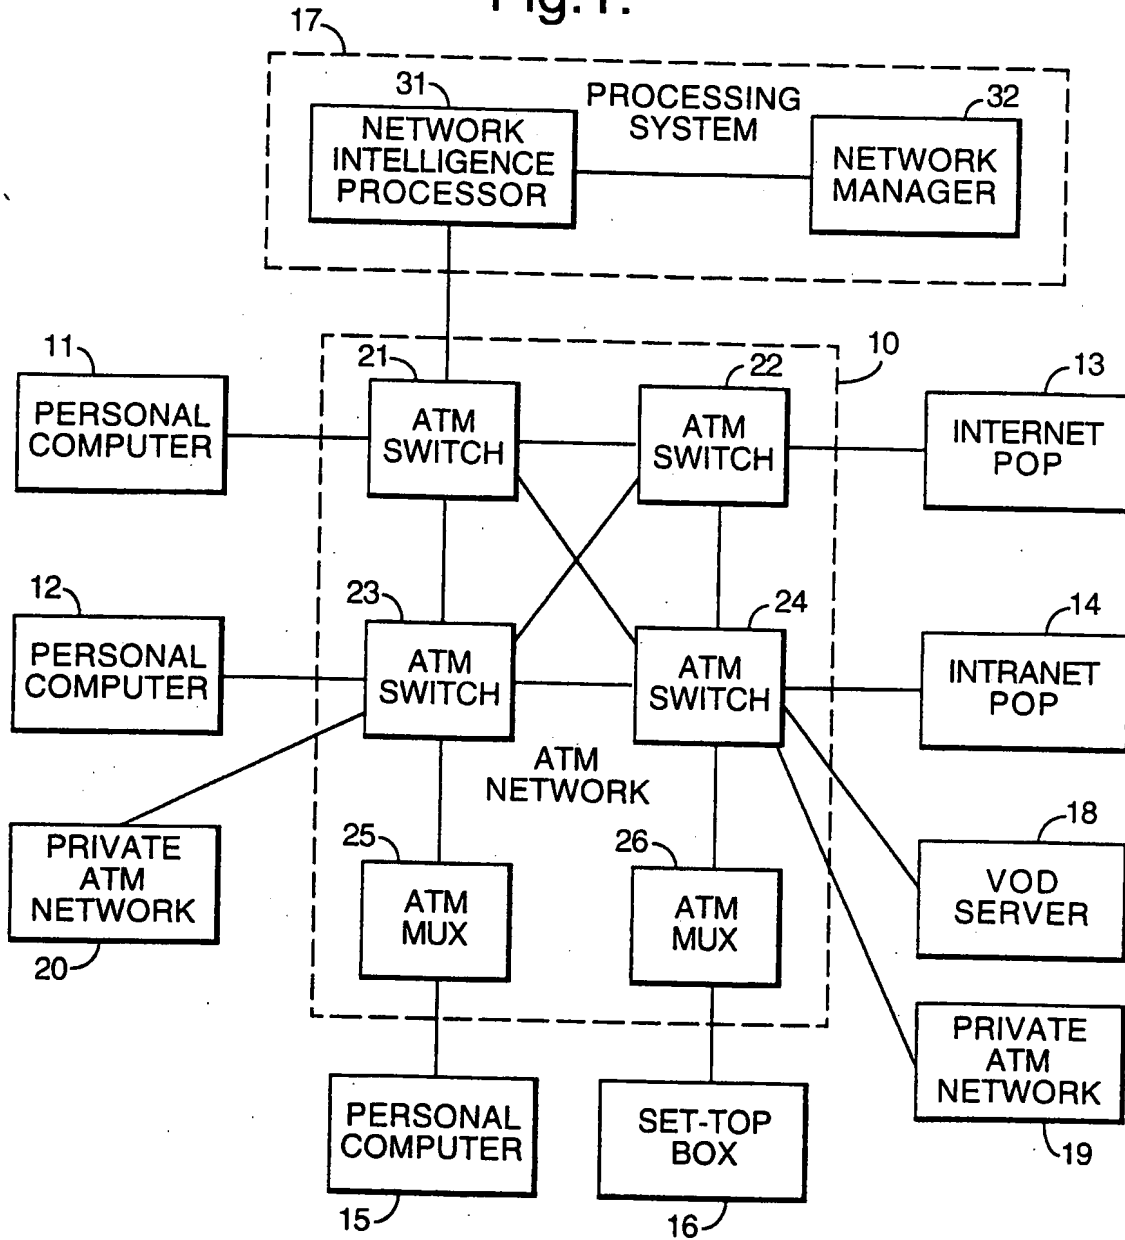 Fig.1.
17
31
PROCESSING
SYSTEM
32
NETWORK
INTELLIGENCE
PROCESSOR
NETWORK
MANAGER
11
21
22
10
13
PERSONAL
COMPUTER
ATM
SWITCH
ATM
SWITCH
INTERNET
POP
12
23
24
14
PERSONAL
COMPUTER
ATM
SWITCH
ATM
SWITCH
INTRANET
POP
ATM
NETWORK
PRIVATE
ATM
NETWORK
20
25
26
18
ATM
MUX
ATM
MUX
VOD
SERVER
PRIVATE
ATM
NETWORK
19
PERSONAL
COMPUTER
15
SET-TOP
BOX
16